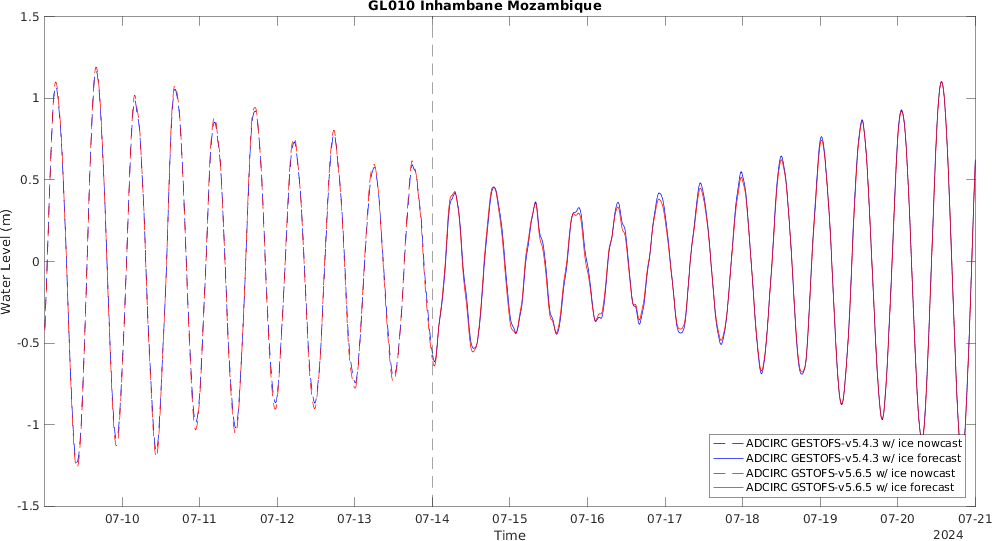 GL010 Inhambane Mozambique
1.5
1
0.5
0
-0.5
-1
-1.5
Water Level (m)
07-10 07-11 07-12 07-13 07-14 07-15 07-16 07-17 07-18 07-19 07-20 07-21
Time
2024
ADCIRC GESTOFS-v5.4.3 w/ ice nowcast
ADCIRC GESTOFS-v5.4.3 w/ ice forecast
ADCIRC GSTOFS-v5.6.5 w/ ice nowcast
ADCIRC GSTOFS-v5.6.5 w/ ice forecast